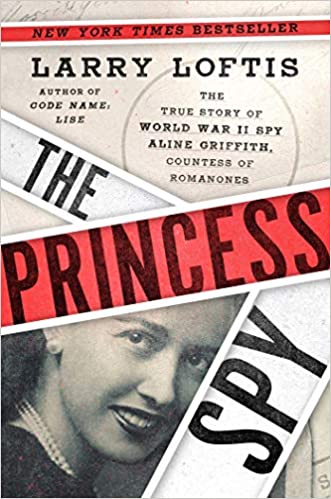 NEW YORK TIMES BESTSELLER
LARRY LOFTIS
AUTHOR OF
CODE NAME:
LISE
THE
TRUE STORY OF
WORLD WAR II SPY
ALINE GRIFFITH,
COUNTESS OF
ROMANONES
THE
PRINCESS
SPY